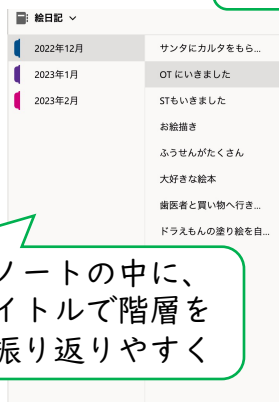 絵日記
2022年12月
2023年1月
2023年2月
サンタにカルタをもら...
OT にいきました
STもいきました
お絵描き
ふうせんがたくさん
大好きな絵本
歯医者と買い物へ行き...
ドラえもんの塗り絵を自...
ノートの中に、
イトルで階層を
振り返りやすく